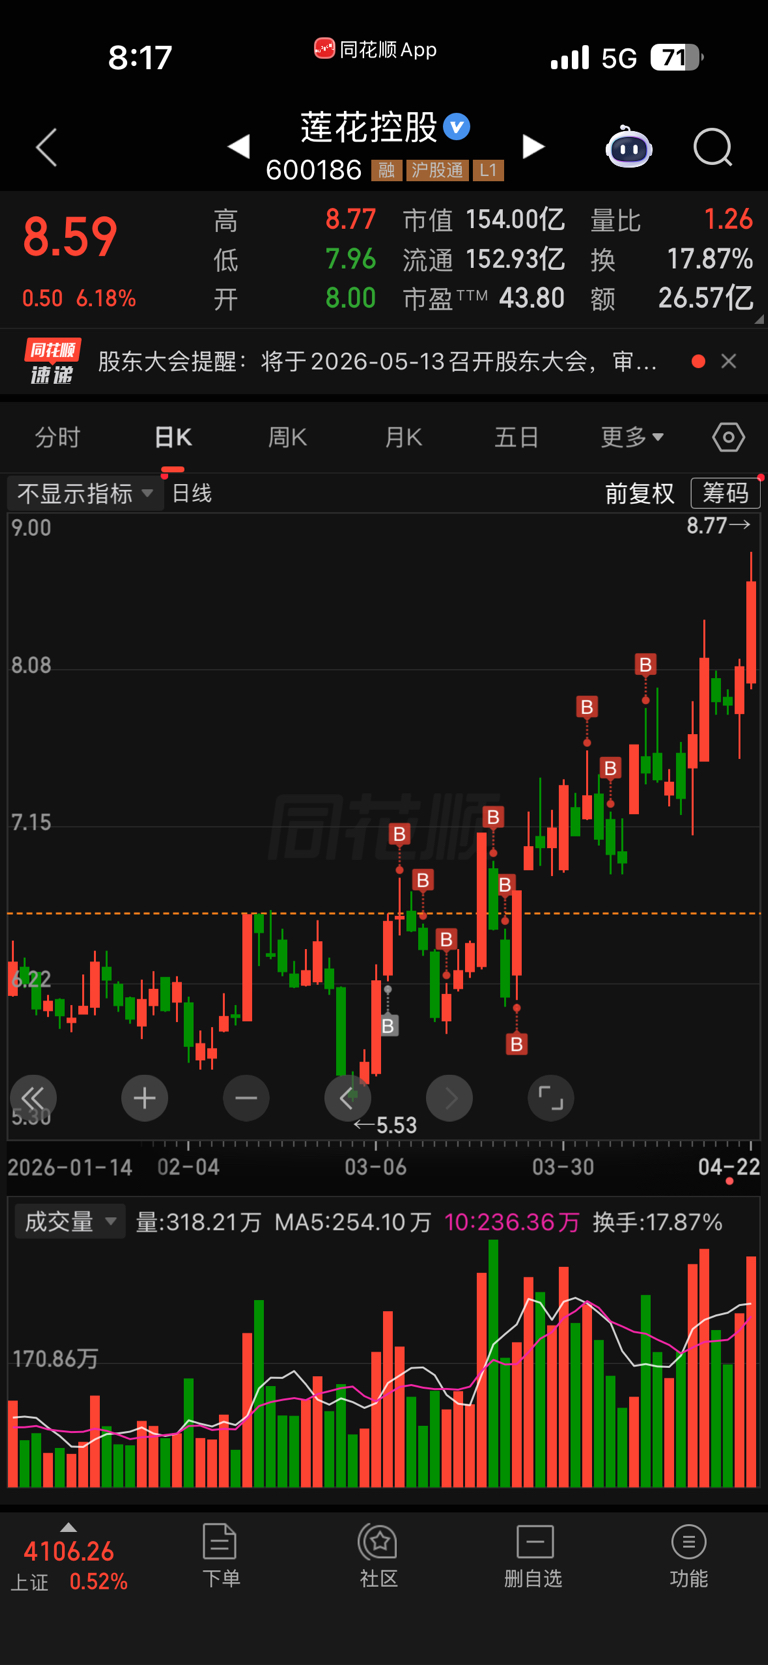 8:17 同花顺App 5G 71
莲花控股
600186 融 沪股通 L1
8.59 高 8.77 市值 154.00亿 量比 1.26
低 7.96 流通 152.93亿 换 17.87%
0.50 6.18% 开 8.00 市盈TTM 43.80 额 26.57亿
同花顺
速递
股东大会提醒：将于2026-05-13召开股东大会，审...
分时 日K 周K 月K 五日 更多
不显示指标 日线 前复权 筹码
9.00
8.77→
8.08
B
B
B
7.15
同花顺
B
B
B
B
B
6.22
B
B
5.30
←5.53
2026-01-14 02-04 03-06 03-30 04-22
成交量 量:318.21万 MA5:254.10万 10:236.36万 换手:17.87%
170.86万
4106.26
上证 0.52%
下单 社区 删自选 功能